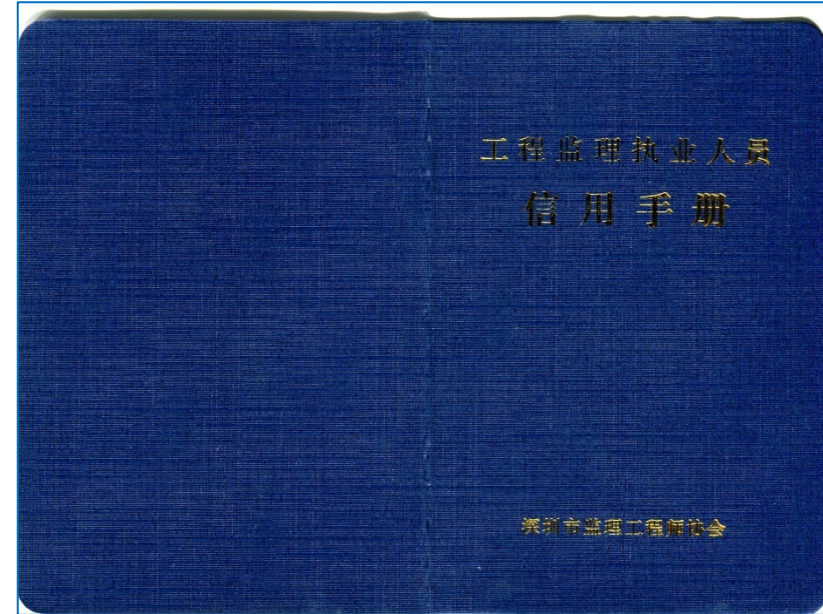 工程监理执业人员
信用手册
深圳市监理工程师协会